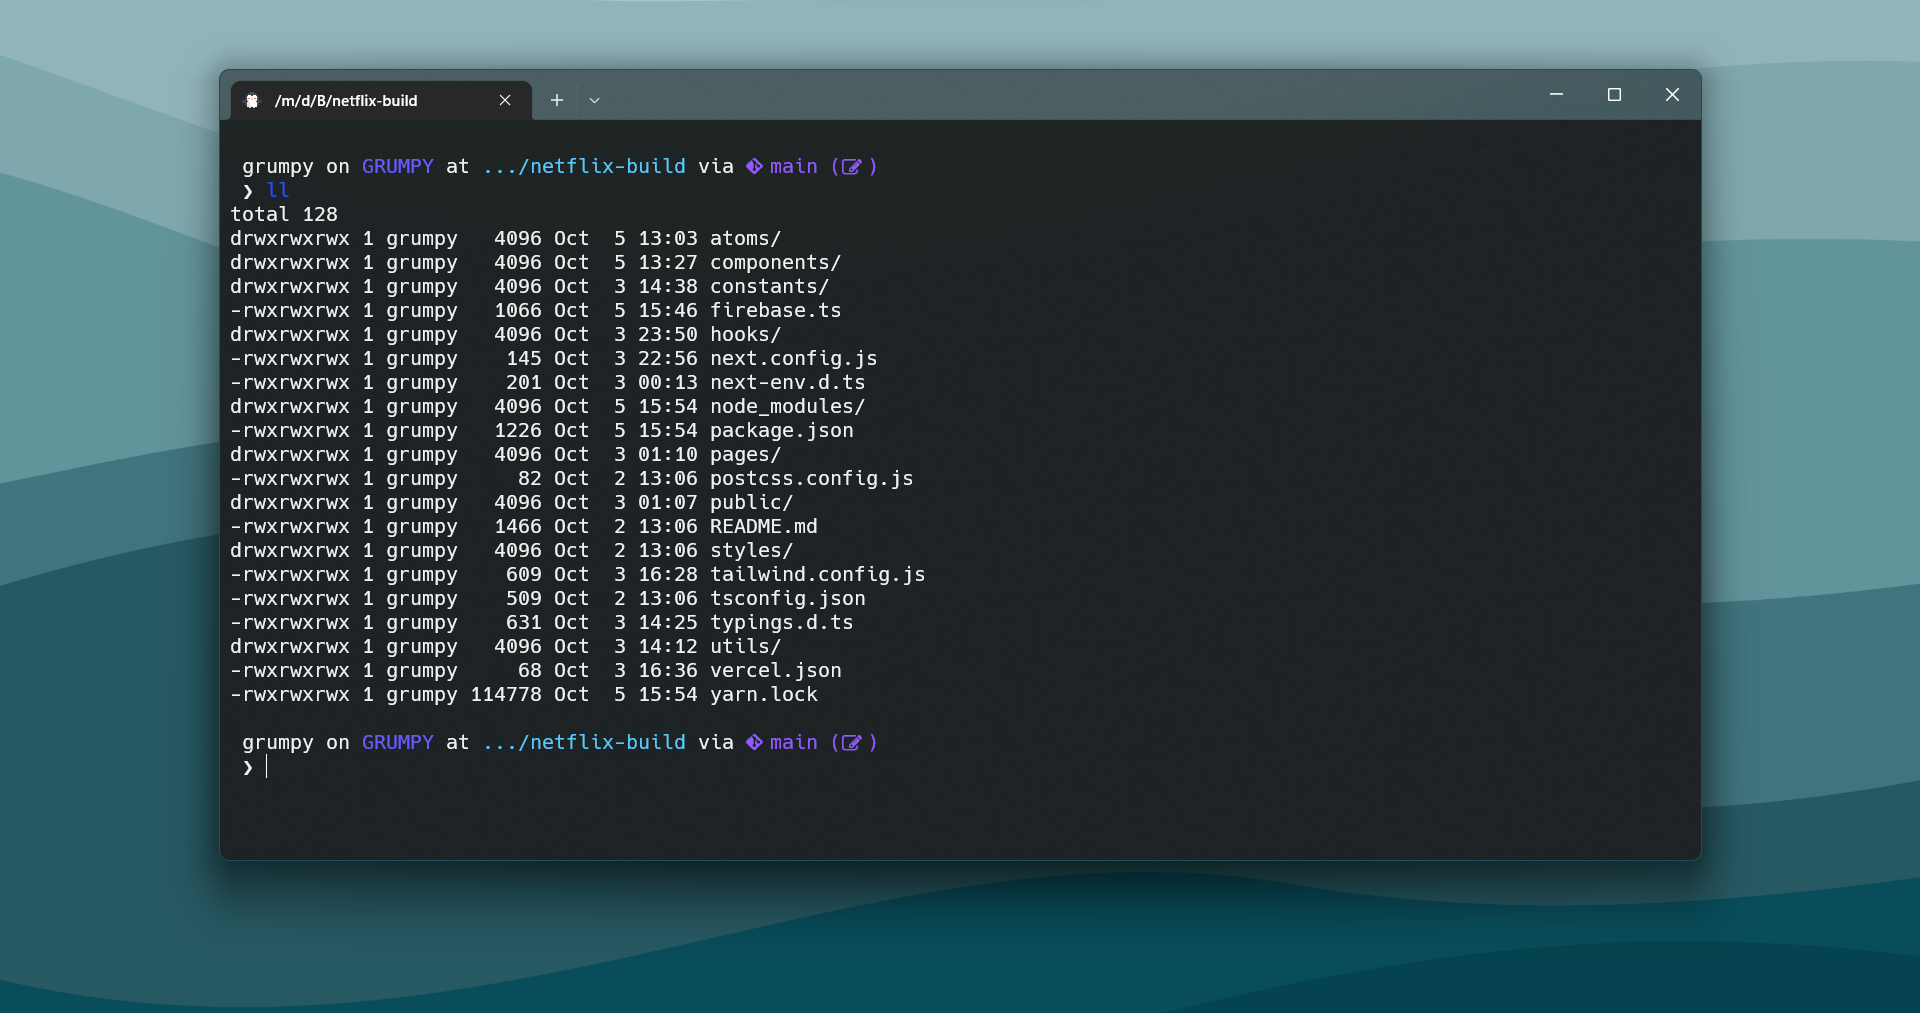 /m/d/B/netflix-build
grumpy on GRUMPY at .../netflix-build via main ( )
❯ ll
total 128
drwxrwxrwx 1 grumpy   4096 Oct  5 13:03 atoms/
drwxrwxrwx 1 grumpy   4096 Oct  5 13:27 components/
drwxrwxrwx 1 grumpy   4096 Oct  3 14:38 constants/
-rwxrwxrwx 1 grumpy   1066 Oct  5 15:46 firebase.ts
drwxrwxrwx 1 grumpy   4096 Oct  3 23:50 hooks/
-rwxrwxrwx 1 grumpy    145 Oct  3 22:56 next.config.js
-rwxrwxrwx 1 grumpy    201 Oct  3 00:13 next-env.d.ts
drwxrwxrwx 1 grumpy   4096 Oct  5 15:54 node_modules/
-rwxrwxrwx 1 grumpy   1226 Oct  5 15:54 package.json
drwxrwxrwx 1 grumpy   4096 Oct  3 01:10 pages/
-rwxrwxrwx 1 grumpy     82 Oct  2 13:06 postcss.config.js
drwxrwxrwx 1 grumpy   4096 Oct  3 01:07 public/
-rwxrwxrwx 1 grumpy   1466 Oct  2 13:06 README.md
drwxrwxrwx 1 grumpy   4096 Oct  2 13:06 styles/
-rwxrwxrwx 1 grumpy    609 Oct  3 16:28 tailwind.config.js
-rwxrwxrwx 1 grumpy    509 Oct  2 13:06 tsconfig.json
-rwxrwxrwx 1 grumpy    631 Oct  3 14:25 typings.d.ts
drwxrwxrwx 1 grumpy   4096 Oct  3 14:12 utils/
-rwxrwxrwx 1 grumpy     68 Oct  3 16:36 vercel.json
-rwxrwxrwx 1 grumpy 114778 Oct  5 15:54 yarn.lock
grumpy on GRUMPY at .../netflix-build via main ( )
❯